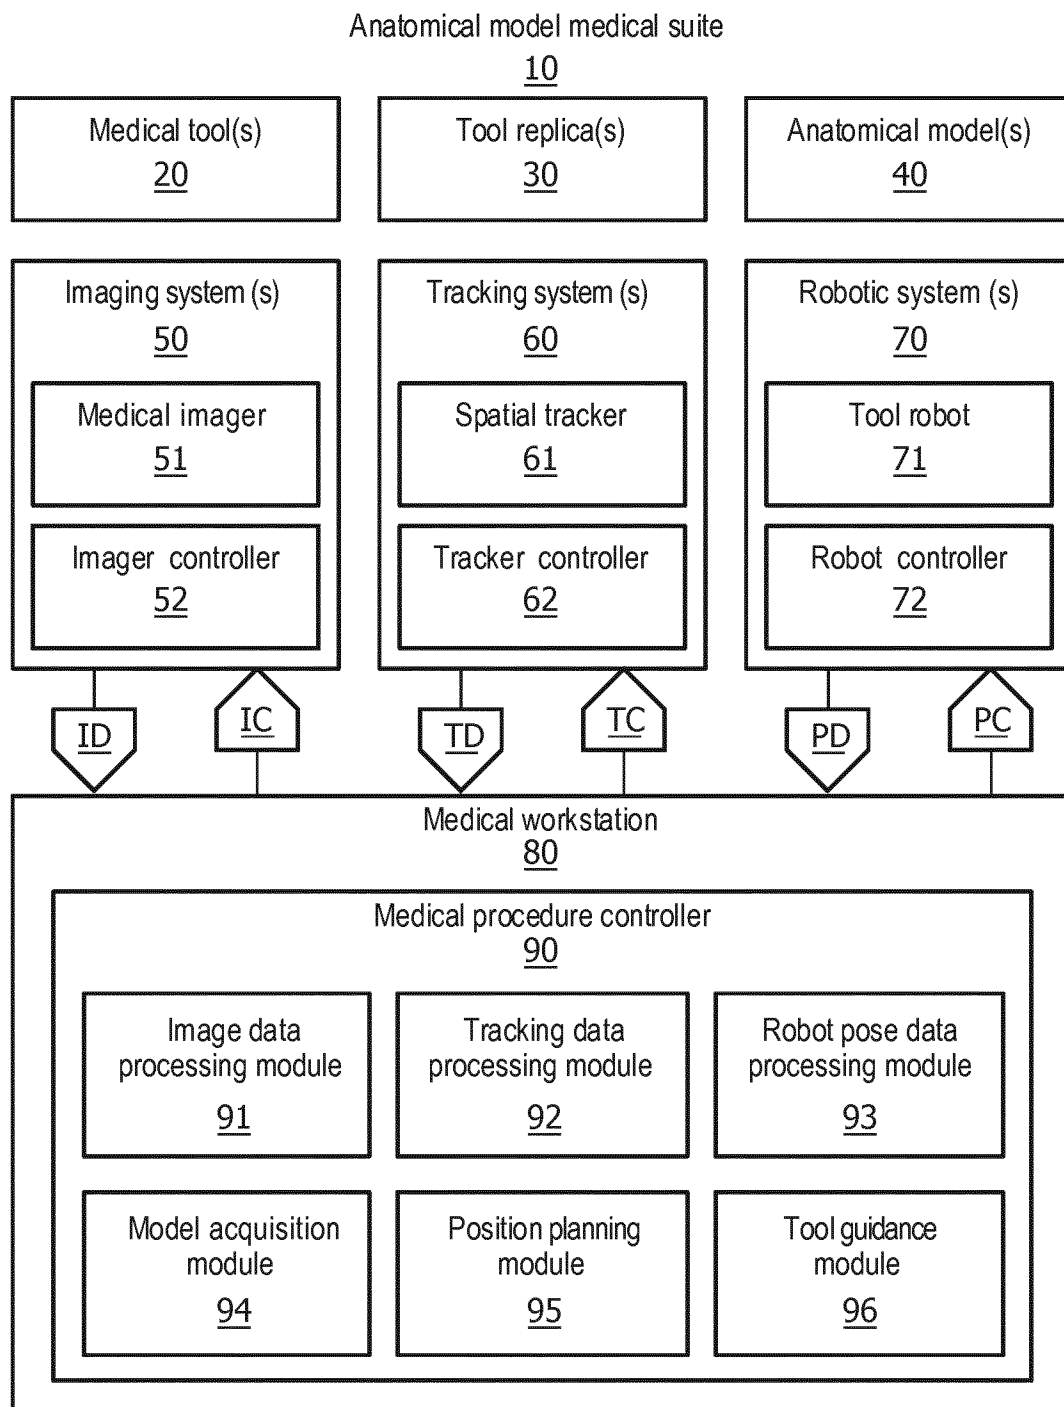 Anatomical model medical suite
10
Medical tool(s)
20
Tool replica(s)
30
Anatomical model(s)
40
Imaging system (s)
50
Medical imager
51
Imager controller
52
Tracking system (s)
60
Spatial tracker
61
Tracker controller
62
Robotic system (s)
70
Tool robot
71
Robot controller
72
ID
IC
TD
TC
PD
PC
Medical workstation
80
Medical procedure controller
90
Image data
processing module
91
Tracking data
processing module
92
Robot pose data
processing module
93
Model acquisition
module
94
Position planning
module
95
Tool guidance
module
96